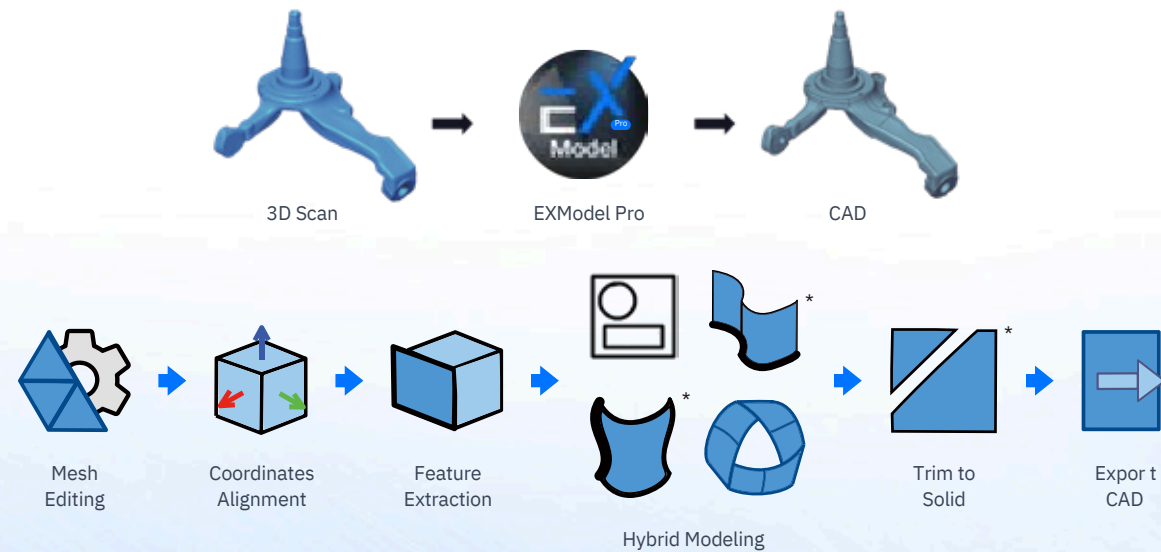 EX
Pro
Model
3D Scan
EXModel Pro
CAD
*
*
*
Mesh
Editing
Coordinates
Alignment
Feature
Extraction
Hybrid Modeling
Trim to
Solid
Expor t
CAD